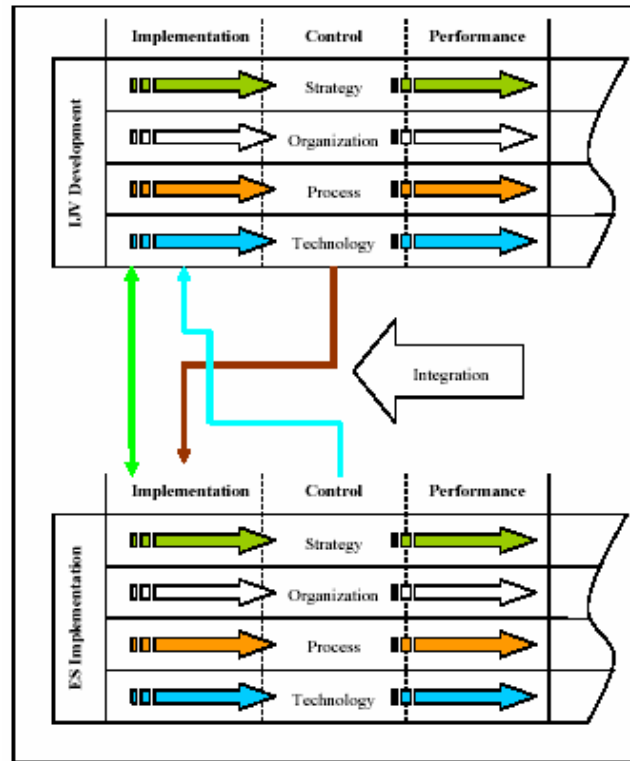 Implementation Control Performance
IJV Development
Strategy
Organization
Process
Technology
Integration
Implementation Control Performance
ES Implementation
Strategy
Organization
Process
Technology